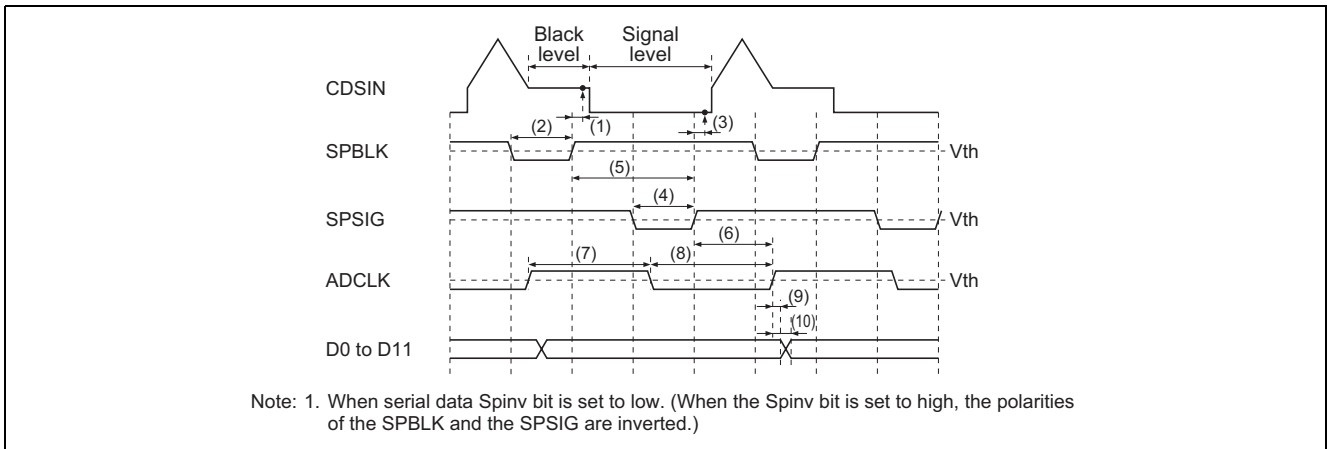 Black level
Signal level
CDSIN
(1)
(3)
(2)
SPBLK
Vth
(5)
(4)
SPSIG
Vth
(6)
(7)
(8)
ADCLK
Vth
(9)
(10)
D0 to D11
Note: 1. When serial data Spinv bit is set to low. (When the Spinv bit is set to high, the polarities
of the SPBLK and the SPSIG are inverted.)